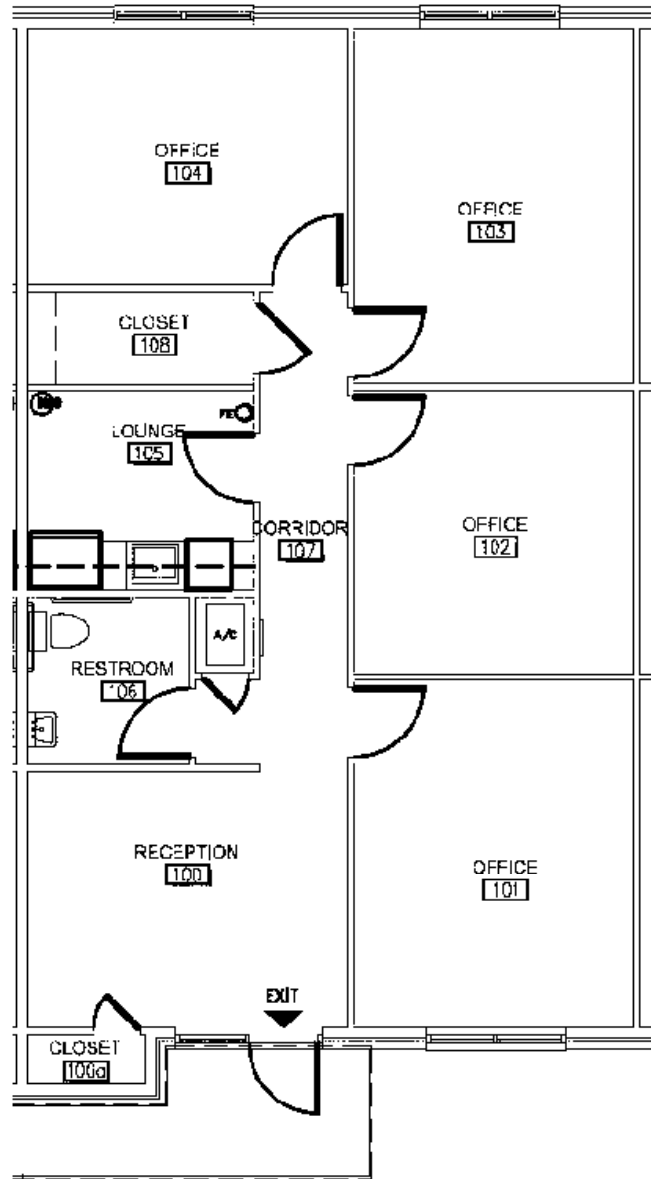 OFFICE
104
OFFICE
103
CLOSET
108
FE
LOUNGE
105
CORRIDOR
107
OFFICE
102
A/C
RESTROOM
106
RECEPTION
100
OFFICE
101
EXIT
CLOSET
100a